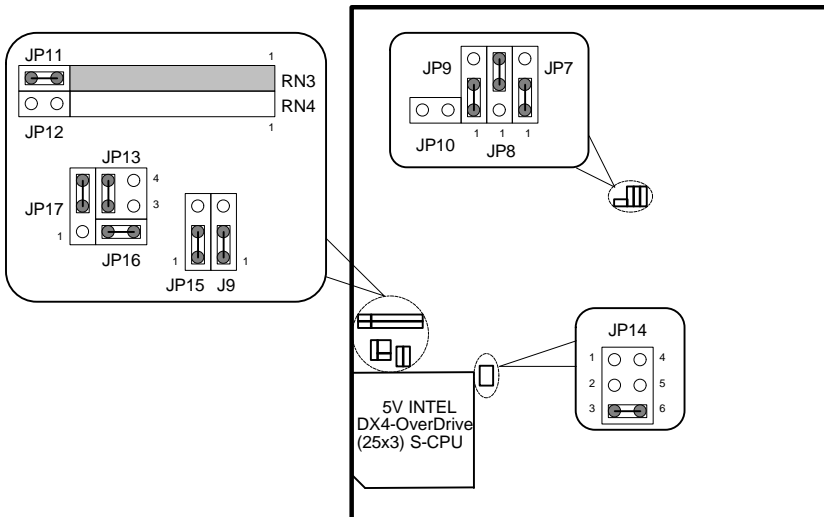 JP11
1
RN3
RN4
JP12
1
JP13
4
JP17
3
1
JP16
1
1
JP15 J9
JP9
JP7
JP10
1 1 1
JP8
JP14
1 4
2 5
3 6
5V INTEL
DX4-OverDrive
(25x3) S-CPU